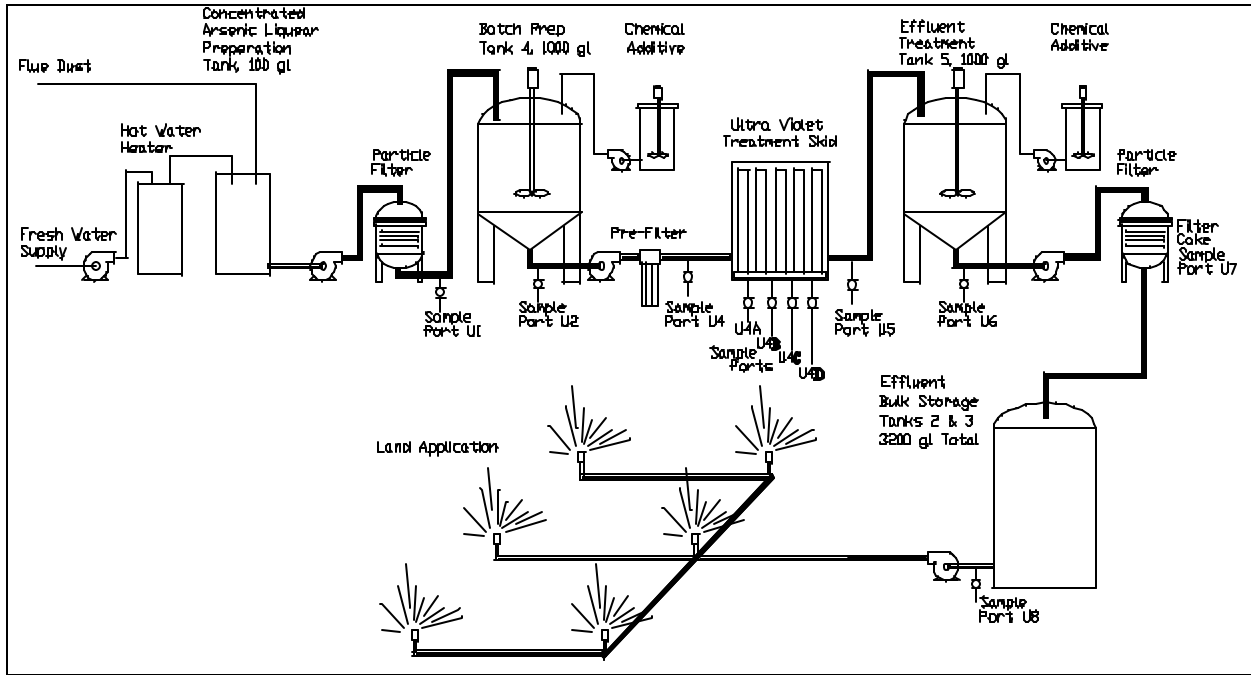 Concentrated
Arsenic Liquear
Preparation
Tank, 100 gl
Batch Prep
Tank 4, 1000 gl
Chemical
Additive
Effluent
Treatment
Tank 5, 1000 gl
Chemical
Additive
Flue Dust
Hot Water
Heater
Particle
Filter
Ultra Violet
Treatment Skid
Particle
Filter
Fresh Water
Supply
Pre-Filter
Filter
Cake
Sample
Port U7
Sample
Port U1
Sample
Port U2
Sample
Port U4
U4A
U4B
U4C
U4D
Sample
Ports
Sample
Port U5
Sample
Port U6
Effluent
Bulk Storage
Tanks 2 & 3
3200 gl Total
Land Application
Sample
Port U8